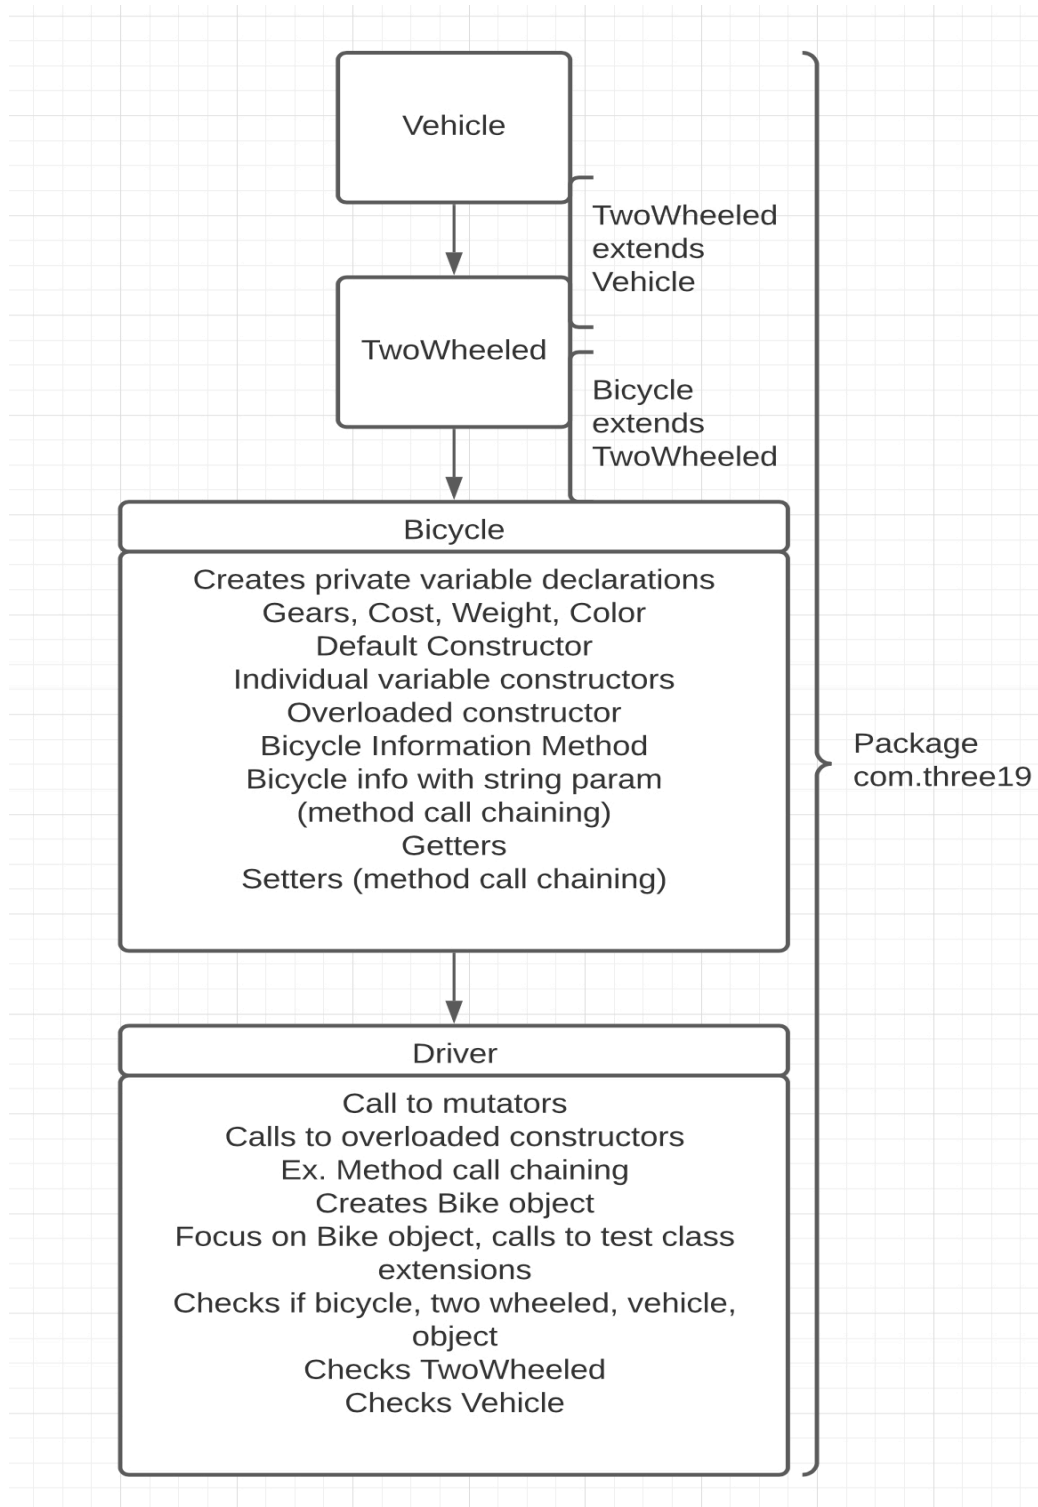 Vehicle
TwoWheeled
extends
Vehicle
TwoWheeled
Bicycle
extends
TwoWheeled
Bicycle
Creates private variable declarations
Gears, Cost, Weight, Color
Default Constructor
Individual variable constructors
Overloaded constructor
Bicycle Information Method
Bicycle info with string param
(method call chaining)
Getters
Setters (method call chaining)
Package
com.three19
Driver
Call to mutators
Calls to overloaded constructors
Ex. Method call chaining
Creates Bike object
Focus on Bike object, calls to test class
extensions
Checks if bicycle, two wheeled, vehicle,
object
Checks TwoWheeled
Checks Vehicle